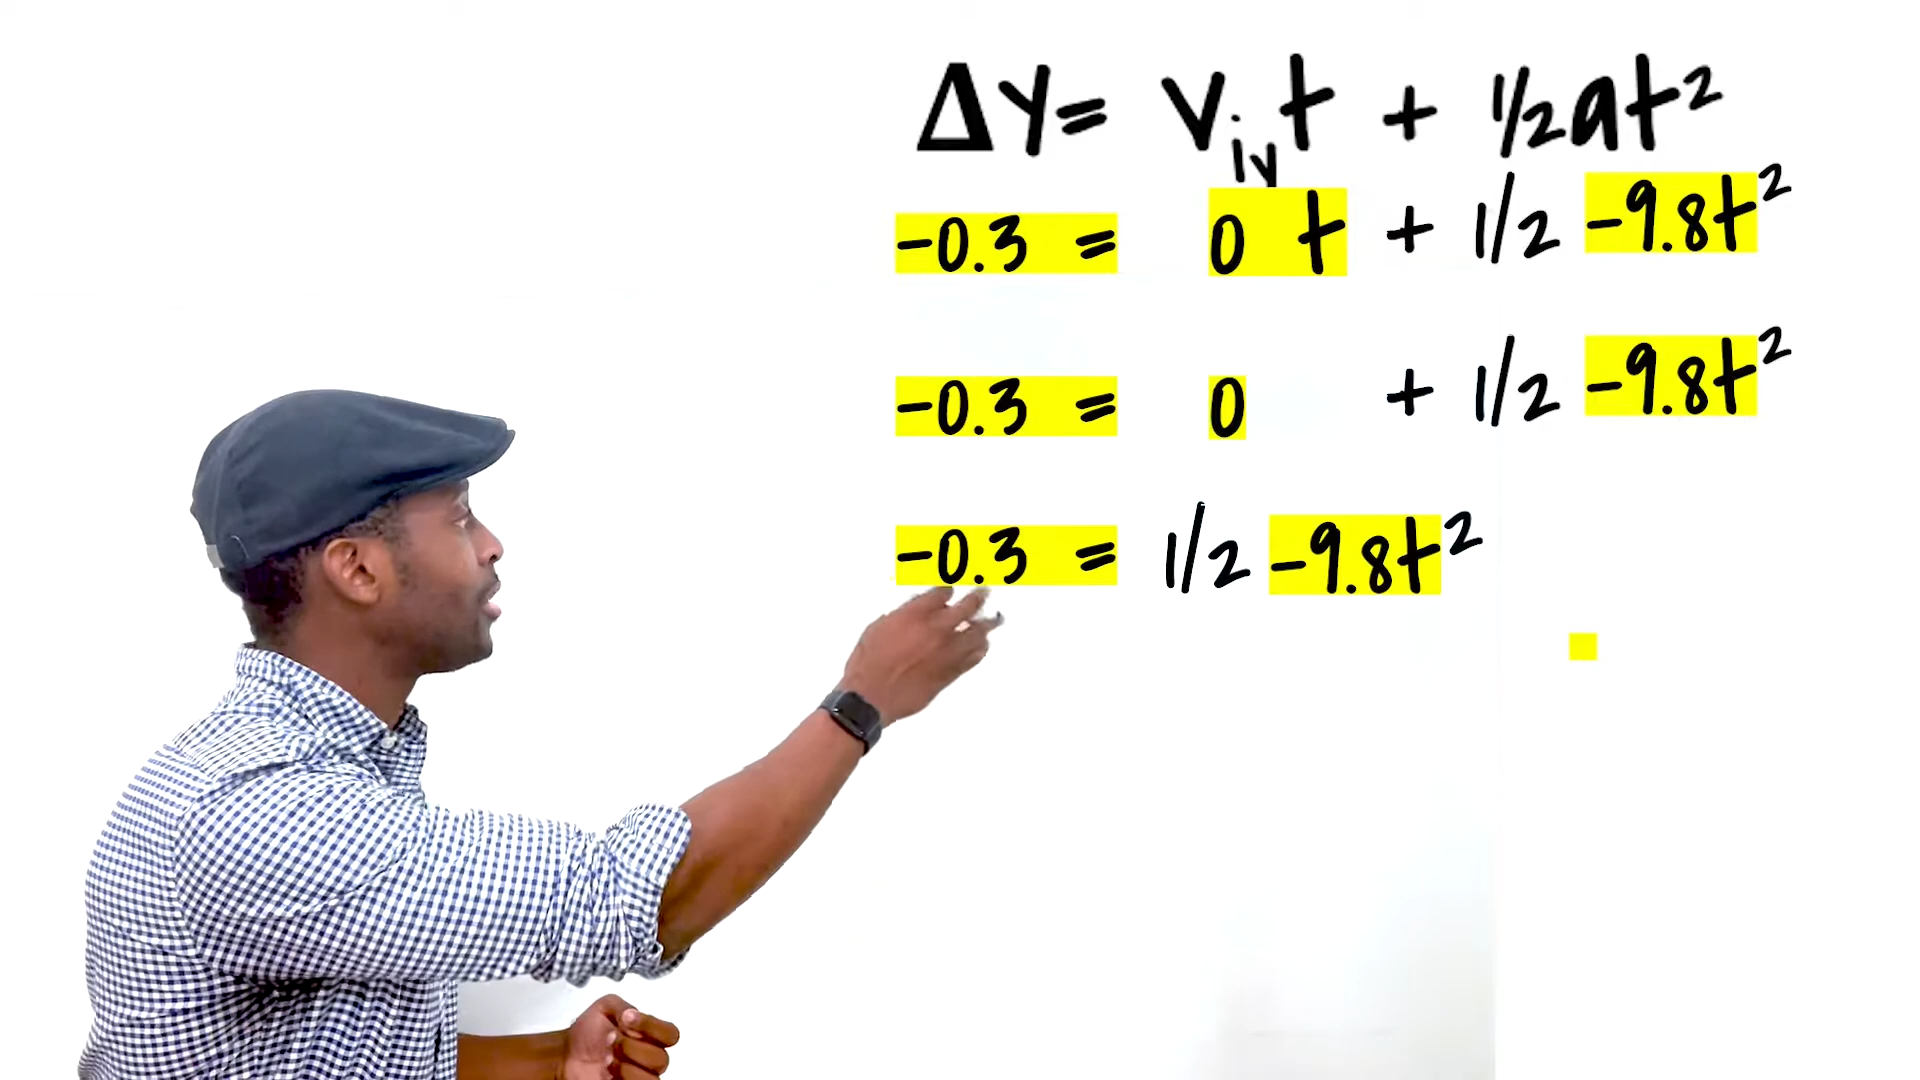 ΔY= Viyt + ½at²
-0.3 = 0 t + 1/2 -9.8t²
-0.3 = 0 + 1/2 -9.8t²
-0.3 = 1/2 -9.8t²